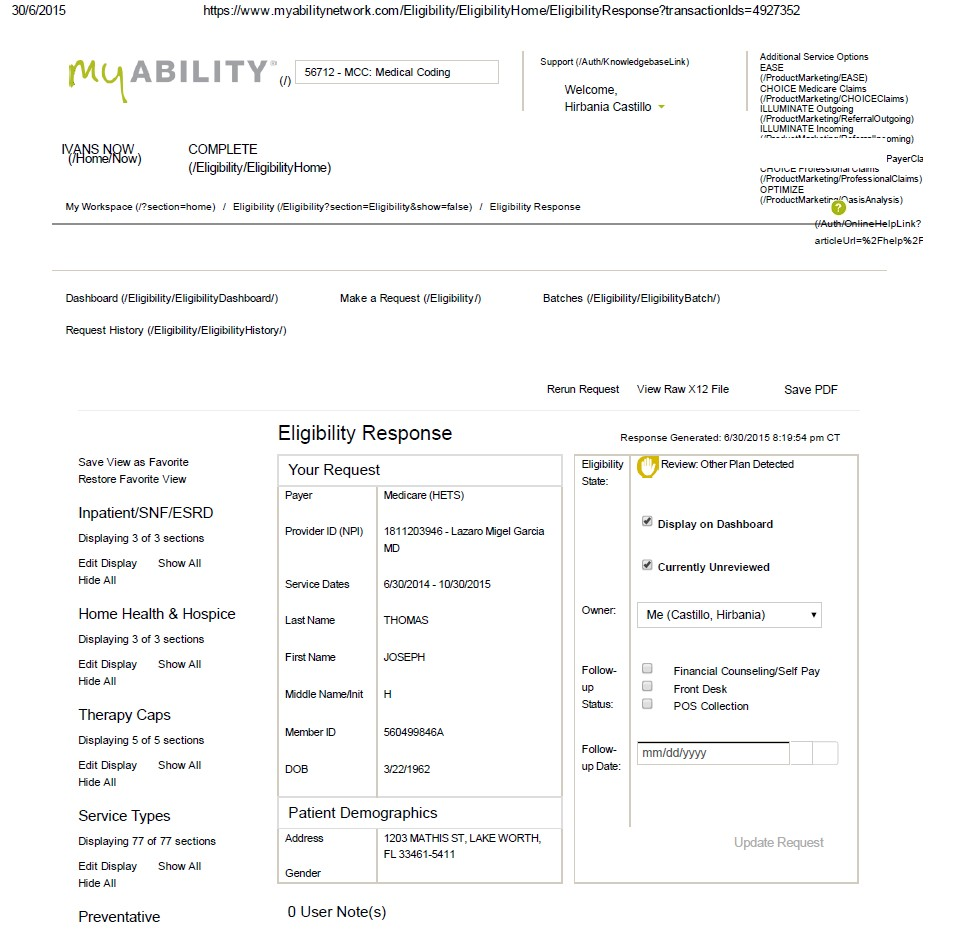 30/6/2015 https://www.myabilitynetwork.com/Eligibility/EligibilityHome/EligibilityResponse?transactionIds=4927352
myABILITY® (/) 56712 - MCC: Medical Coding
Support (/Auth/KnowledgebaseLink)
Welcome,
Hirbania Castillo
Additional Service Options
EASE
(/ProductMarketing/EASE)
CHOICE Medicare Claims
(/ProductMarketing/CHOICEClaims)
ILLUMINATE Outgoing
(/ProductMarketing/ReferralOutgoing)
ILLUMINATE Incoming
(/ProductMarketing/ReferralIncoming)
PayerCla
CHOICE Professional Claims
(/ProductMarketing/ProfessionalClaims)
OPTIMIZE
(/ProductMarketing/OasisAnalysis)
?
(/Auth/OnlineHelpLink?
articleUrl=%2Fhelp%2F
IVANS NOW
(/Home/Now)
COMPLETE
(/Eligibility/EligibilityHome)
My Workspace (/?section=home) / Eligibility (/Eligibility?section=Eligibility&show=false) / Eligibility Response
Dashboard (/Eligibility/EligibilityDashboard/) Make a Request (/Eligibility/) Batches (/Eligibility/EligibilityBatch/)
Request History (/Eligibility/EligibilityHistory/)
Rerun Request View Raw X12 File Save PDF
Eligibility Response
Response Generated: 6/30/2015 8:19:54 pm CT
Save View as Favorite
Restore Favorite View
Inpatient/SNF/ESRD
Displaying 3 of 3 sections
Edit Display Show All
Hide All
Home Health & Hospice
Displaying 3 of 3 sections
Edit Display Show All
Hide All
Therapy Caps
Displaying 5 of 5 sections
Edit Display Show All
Hide All
Service Types
Displaying 77 of 77 sections
Edit Display Show All
Hide All
Preventative
Your Request
Payer Medicare (HETS)
Provider ID (NPI) 1811203946 - Lazaro Migel Garcia
MD
Service Dates 6/30/2014 - 10/30/2015
Last Name THOMAS
First Name JOSEPH
Middle Name/Init H
Member ID 560499846A
DOB 3/22/1962
Patient Demographics
Address 1203 MATHIS ST, LAKE WORTH,
FL 33461-5411
Gender
0 User Note(s)
Eligibility
State:
Review: Other Plan Detected
Display on Dashboard
Currently Unreviewed
Owner: Me (Castillo, Hirbania)
Follow-
up
Status:
Financial Counseling/Self Pay
Front Desk
POS Collection
Follow-
up Date:
mm/dd/yyyy
Update Request